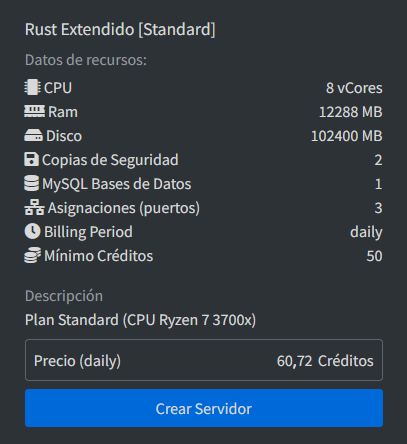 Rust Extendido [Standard]
Datos de recursos:
CPU 8 vCores
Ram 12288 MB
Disco 102400 MB
Copias de Seguridad 2
MySQL Bases de Datos 1
Asignaciones (puertos) 3
Billing Period daily
Mínimo Créditos 50
Descripción
Plan Standard (CPU Ryzen 7 3700x)
Precio (daily) 60,72 Créditos
Crear Servidor